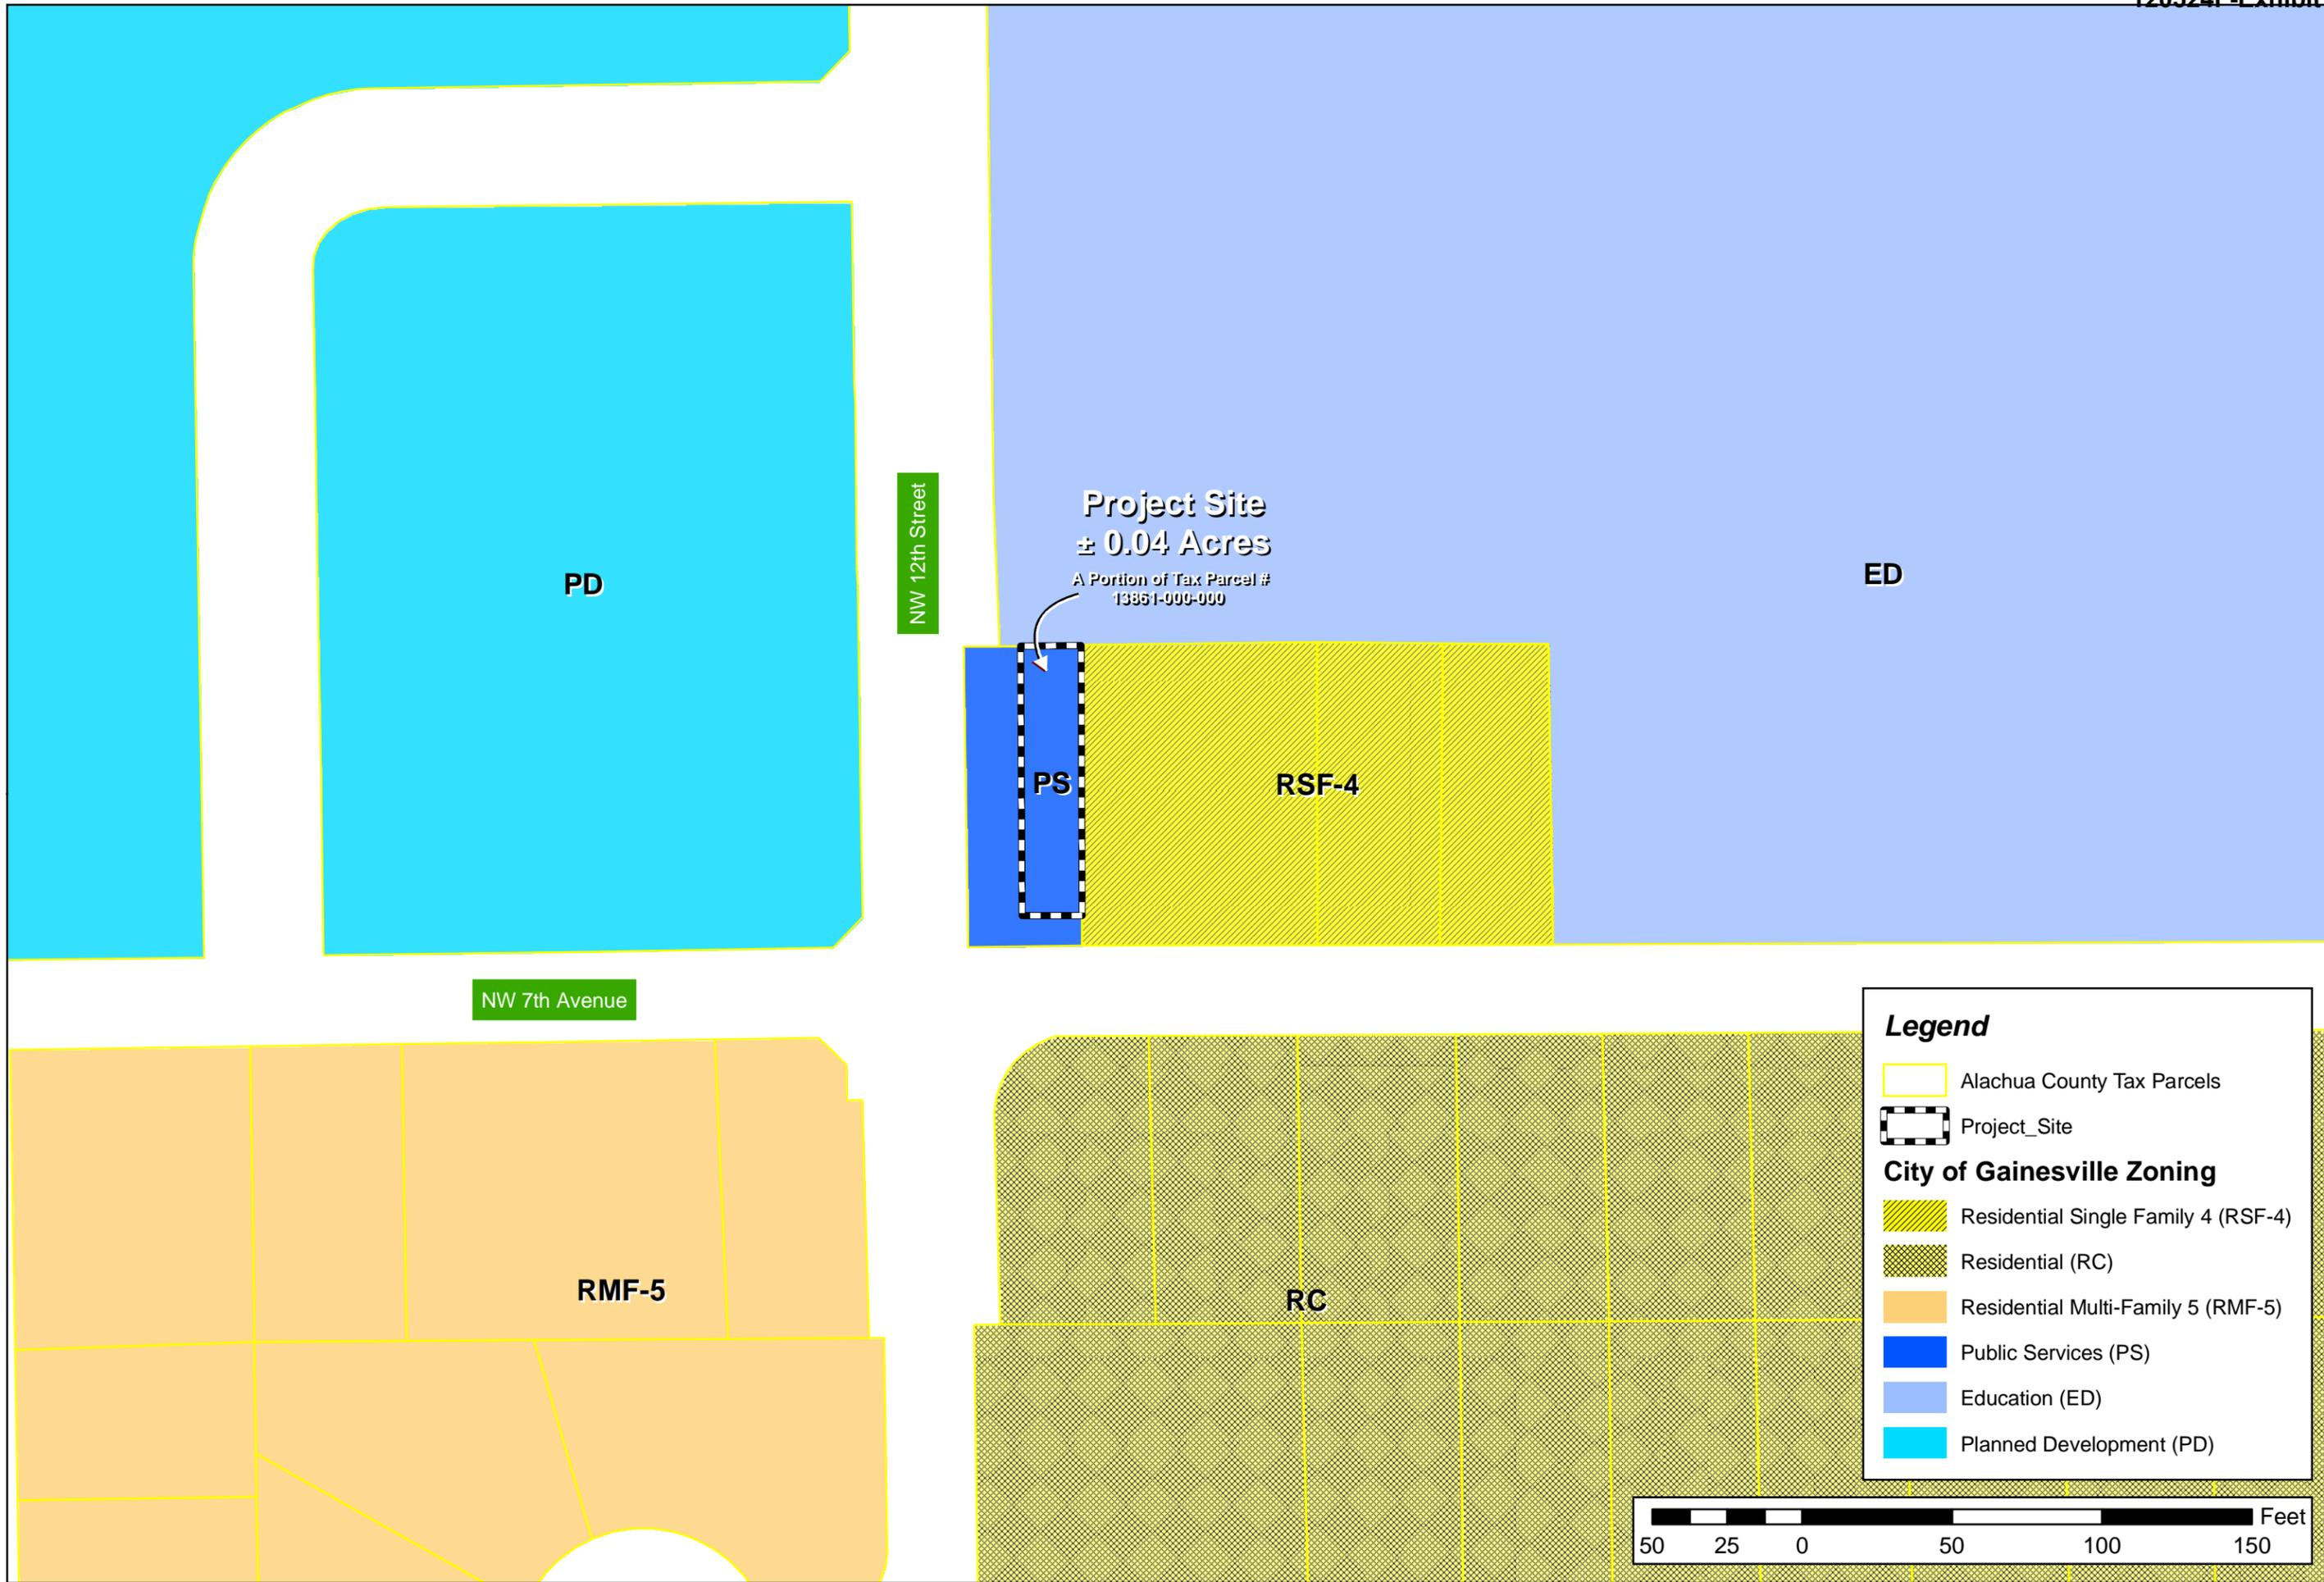 NW 12th Street
Project Site
± 0.04 Acres
A Portion of Tax Parcel #
13861-000-000
PD
ED
PS
RSF-4
NW 7th Avenue
RMF-5
RC
Legend
Alachua County Tax Parcels
Project_Site
City of Gainesville Zoning
Residential Single Family 4 (RSF-4)
Residential (RC)
Residential Multi-Family 5 (RMF-5)
Public Services (PS)
Education (ED)
Planned Development (PD)
Feet
50 25 0 50 100 150